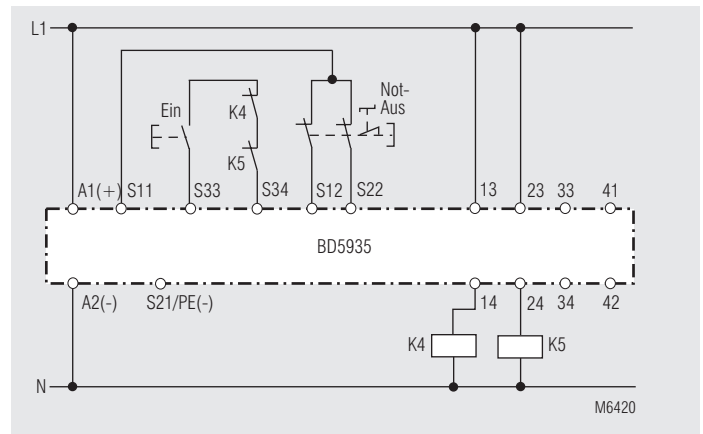 L1
Not-
Aus
Ein
K4
K5
A1(+) S11 S33 S34 S12 S22 13 23 33 41
BD5935
A2(-) S21/PE(-) 14 24 34 42
K4 K5
N
M6420